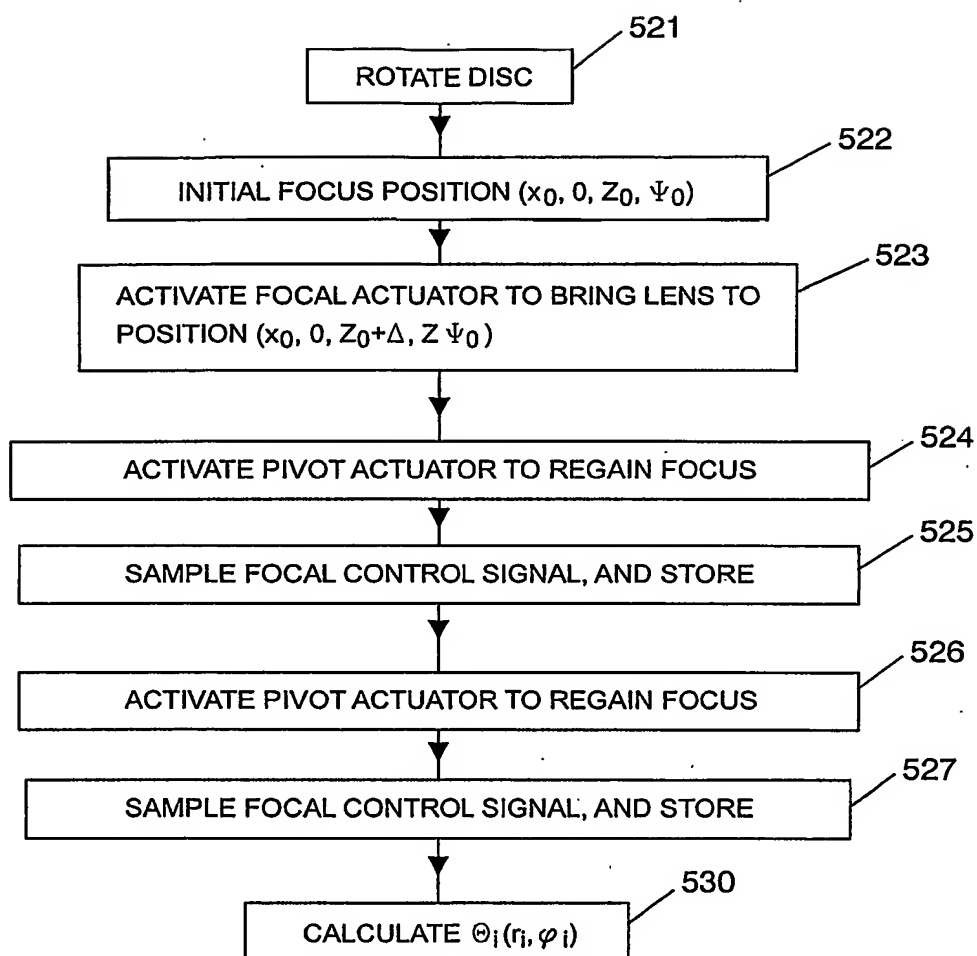 521
ROTATE DISC
522
INITIAL FOCUS POSITION (x₀, 0, Z₀, Ψ₀)
523
ACTIVATE FOCAL ACTUATOR TO BRING LENS TO
POSITION (x₀, 0, Z₀+Δ, Z Ψ₀)
524
ACTIVATE PIVOT ACTUATOR TO REGAIN FOCUS
525
SAMPLE FOCAL CONTROL SIGNAL, AND STORE
526
ACTIVATE PIVOT ACTUATOR TO REGAIN FOCUS
527
SAMPLE FOCAL CONTROL SIGNAL, AND STORE
530
CALCULATE Θᵢ(rᵢ, φᵢ)